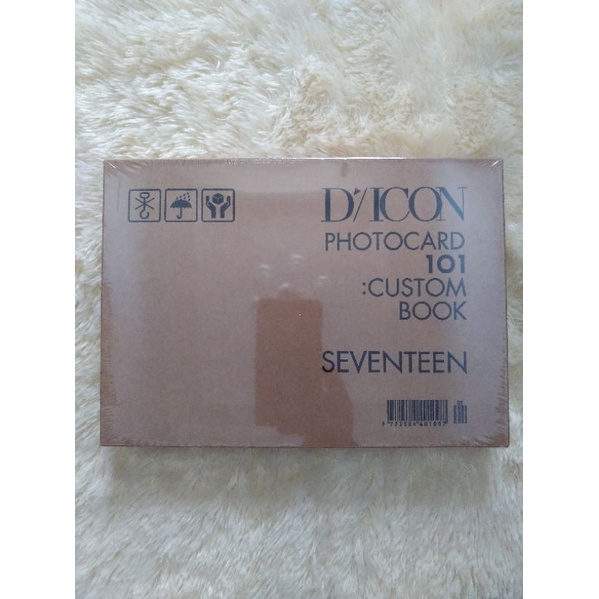 D'/ICON
PHOTOCARD
101
:CUSTOM
BOOK
SEVENTEEN